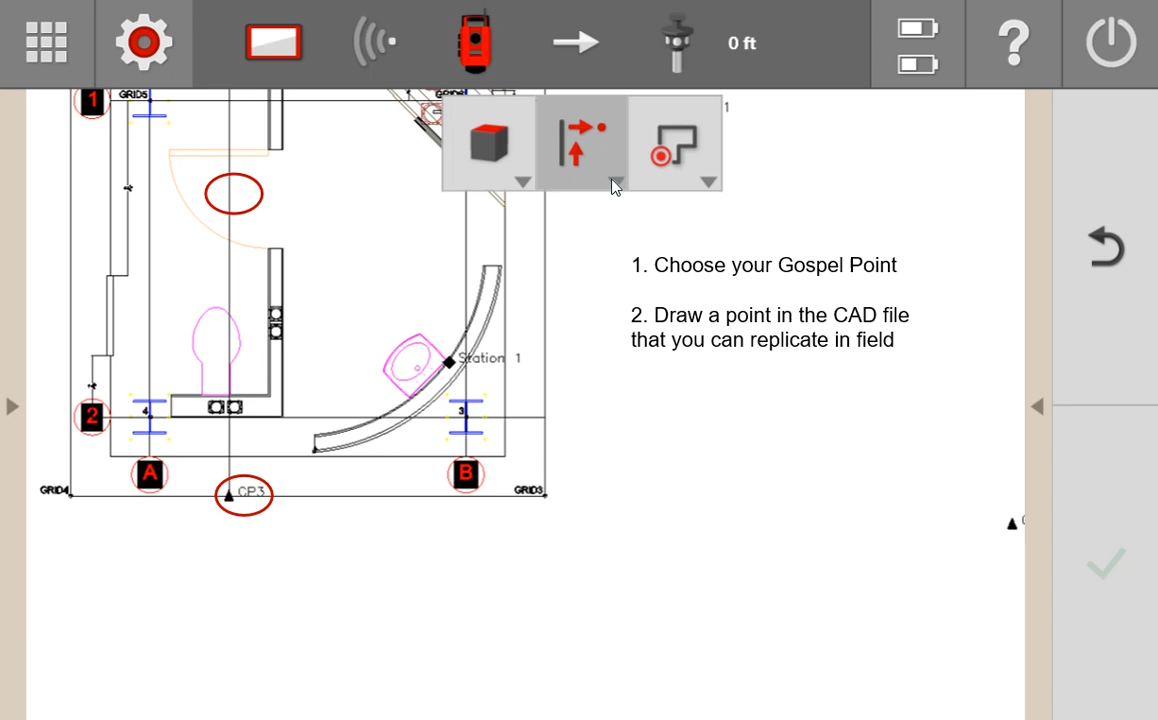 0 ft
1
GRID5
1
1. Choose your Gospel Point
2. Draw a point in the CAD file
that you can replicate in field
Station 1
4
3
2
A
B
GRID4
CP3
GRID3